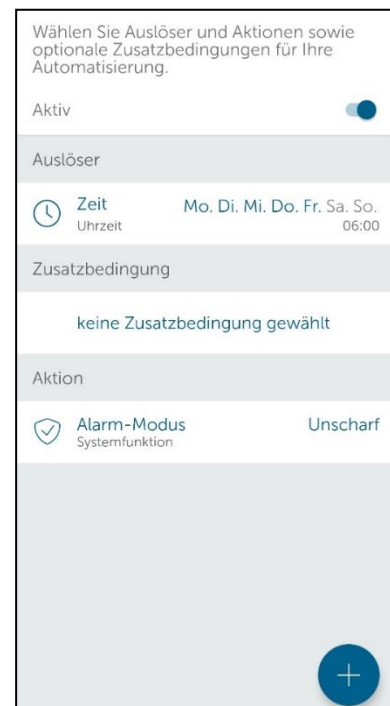 Wählen Sie Auslöser und Aktionen sowie
optionale Zusatzbedingungen für Ihre
Automatisierung.
Aktiv
Auslöser
Zeit Mo. Di. Mi. Do. Fr. Sa. So.
Uhrzeit 06:00
Zusatzbedingung
keine Zusatzbedingung gewählt
Aktion
Alarm-Modus Unscharf
Systemfunktion